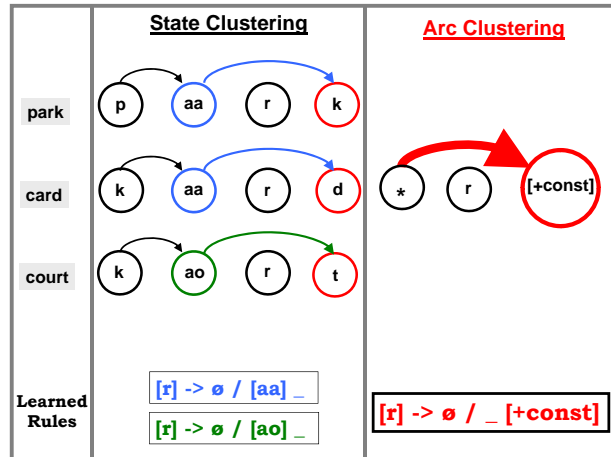 State Clustering
Arc Clustering
park
p aa r k
card
k aa r d
* r [+const]
court
k ao r t
Learned
Rules
[r] -> ø / [aa] _
[r] -> ø / [ao] _
[r] -> ø / _ [+const]